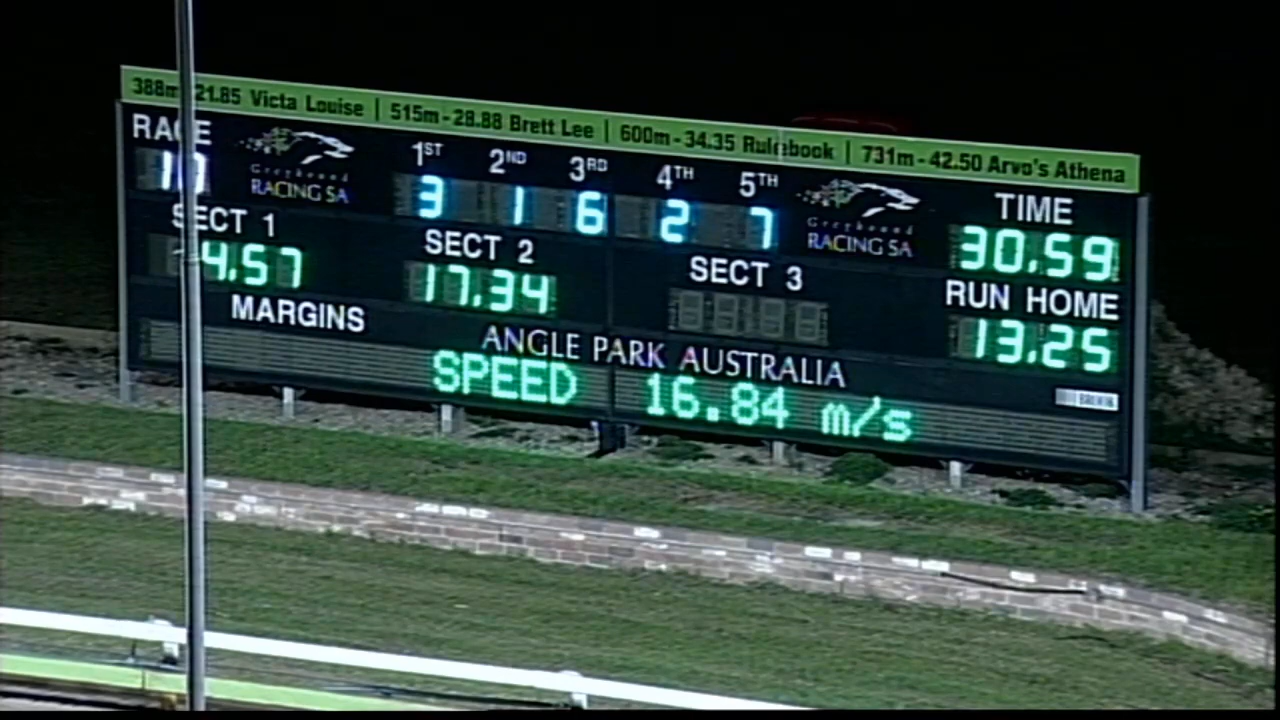 388m 21.85 Victa Louise | 515m - 28.88 Brett Lee | 600m - 34.35 Rulebook | 731m - 42.50 Arvo's Athena
RACE 1ST 2ND 3RD 4TH 5TH TIME
Greyhound RACING SA 3 1 6 2 7 Greyhound RACING SA 30.59
SECT 1 SECT 2 SECT 3 RUN HOME
4.57 17.34 13.25
MARGINS ANGLE PARK AUSTRALIA
SPEED 16.84 m/s